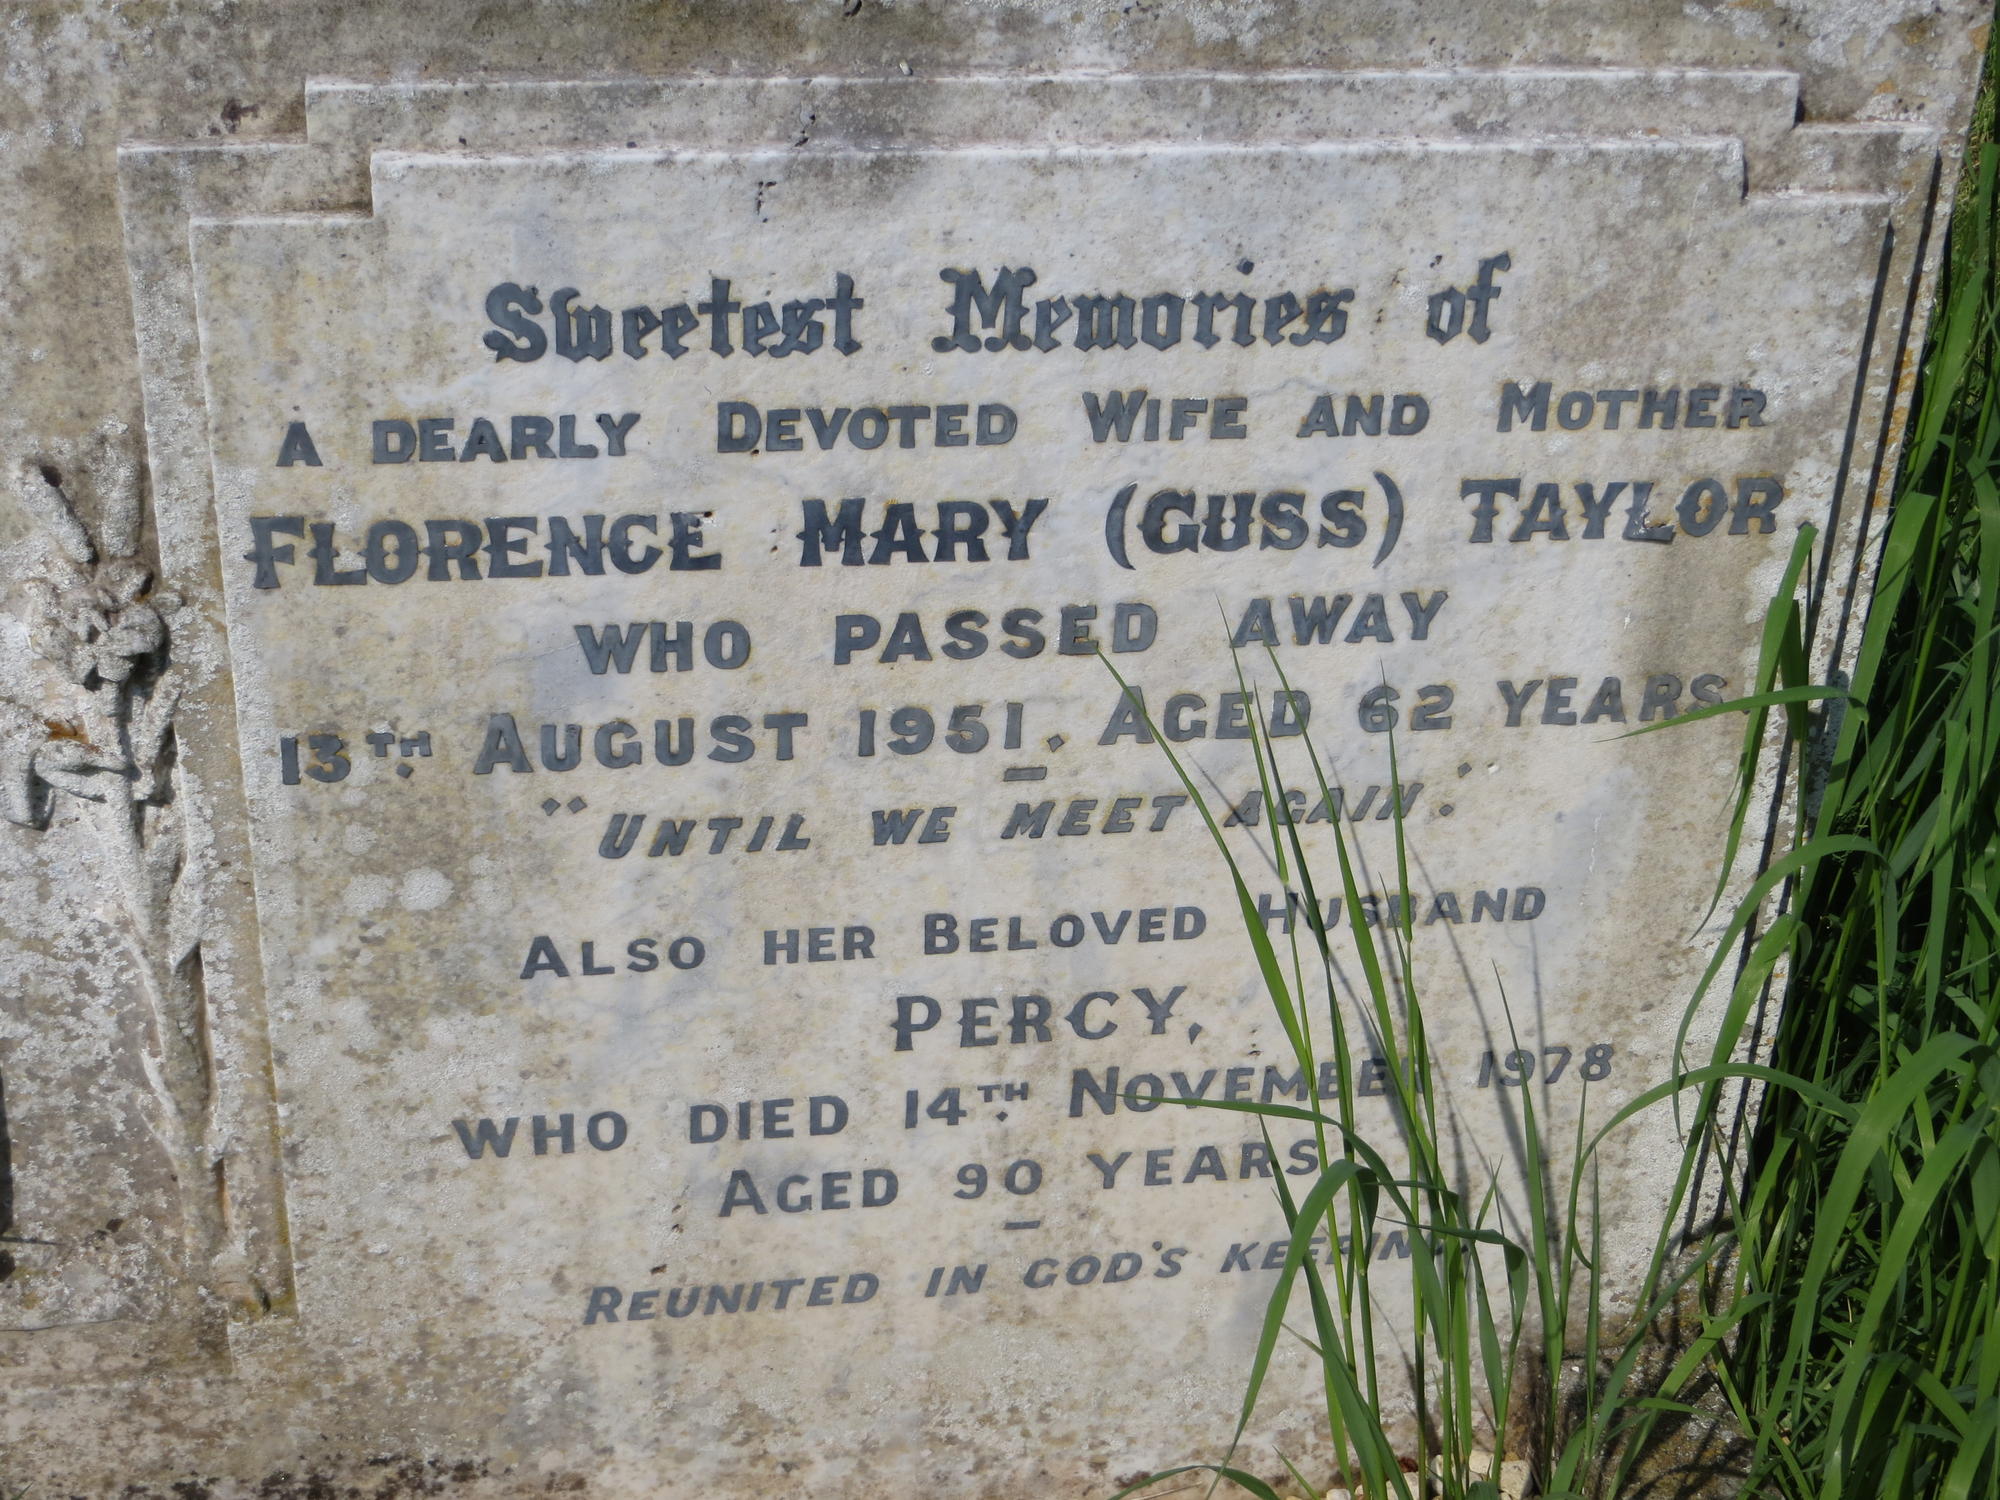 Sweetest Memories of
A DEARLY DEVOTED WIFE AND MOTHER
FLORENCE MARY (GUSS) TAYLOR,
WHO PASSED AWAY
13TH AUGUST 1951. AGED 62 YEARS.
"UNTIL WE MEET AGAIN."
ALSO HER BELOVED HUSBAND
PERCY,
WHO DIED 14TH NOVEMBER 1978
AGED 90 YEARS
REUNITED IN GOD'S KEEPING.